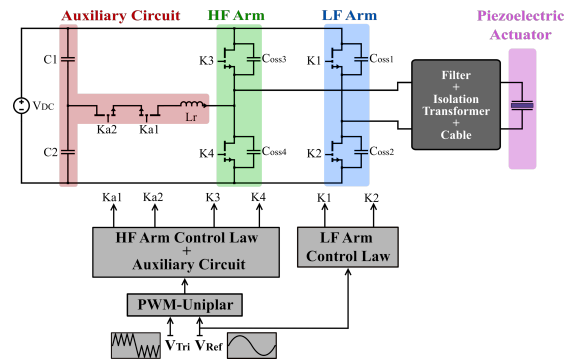 Auxiliary Circuit
HF Arm
LF Arm
Piezoelectric
Actuator
C1
K3
Coss3
K1
Coss1
Filter
+
Isolation
Transformer
+
Cable
VDC
Ka2
Ka1
Lr
C2
K4
Coss4
K2
Coss2
Ka1
Ka2
K3
K4
K1
K2
HF Arm Control Law
+
Auxiliary Circuit
LF Arm
Control Law
PWM-Uniplar
VTri
VRef